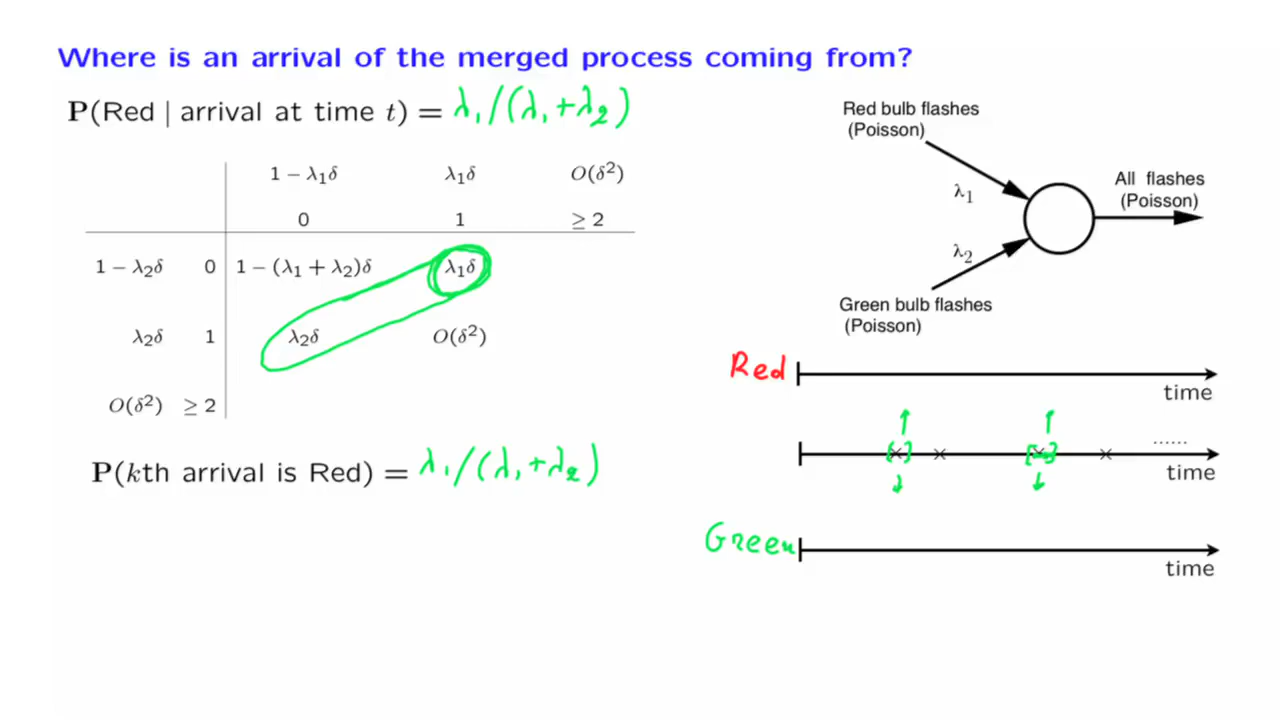 Where is an arrival of the merged process coming from?
P(Red | arrival at time t) = λ₁/(λ₁+λ₂)
1 − λ₁δ λ₁δ O(δ²)
0 1 ≥ 2
1 − λ₂δ 0 1 − (λ₁ + λ₂)δ λ₁δ
λ₂δ 1 λ₂δ O(δ²)
O(δ²) ≥ 2
P(kth arrival is Red) = λ₁/(λ₁+λ₂)
Red bulb flashes
(Poisson)
λ₁
All flashes
(Poisson)
λ₂
Green bulb flashes
(Poisson)
Red
time
......
time
Green
time